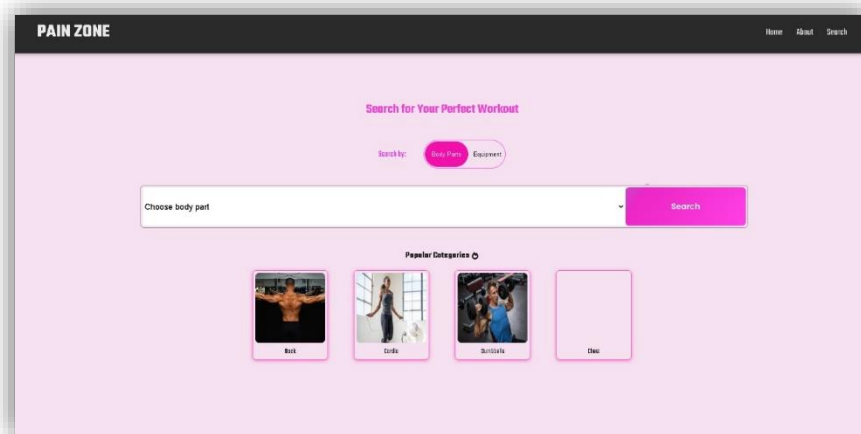 PAIN ZONE
Home About Search
Search for Your Perfect Workout
Search by: Body Parts Equipment
Choose body part
Search
Popular Categories
Back
Cardio
Dumbbells
Chest